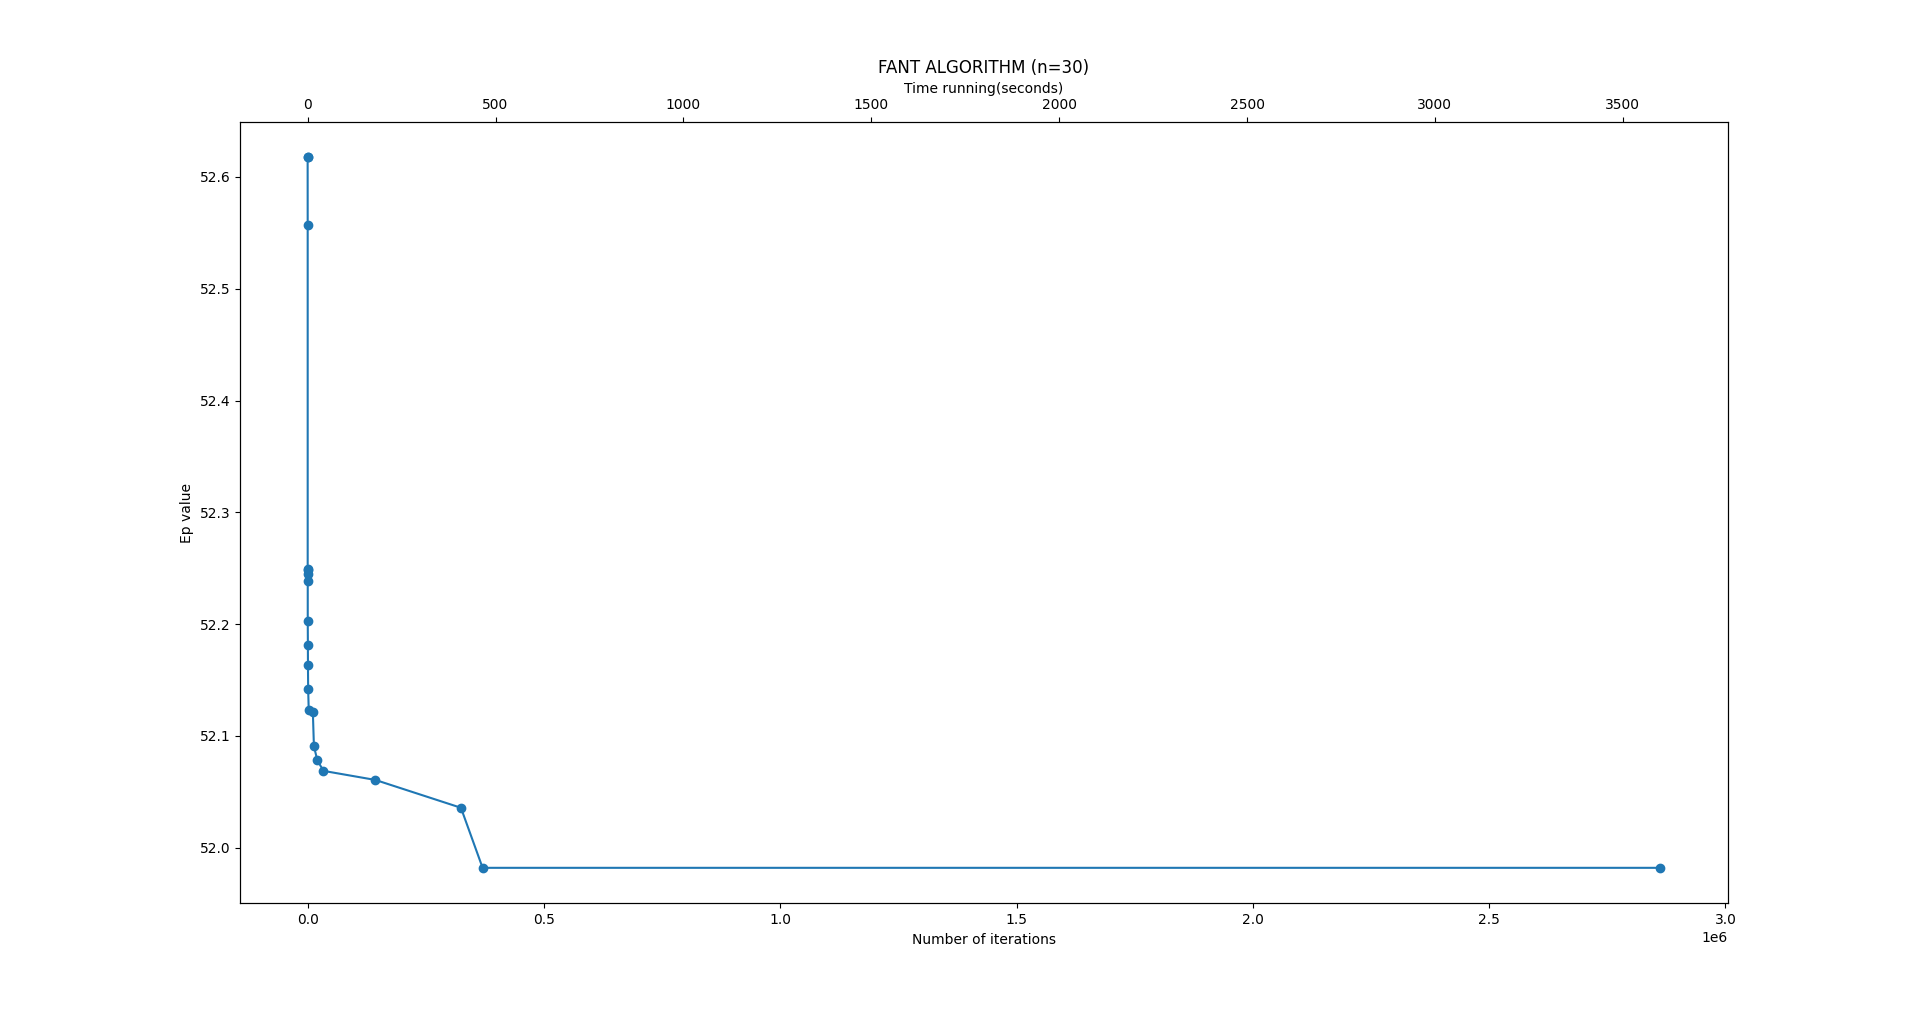 FANT ALGORITHM (n=30)
Time running(seconds)
0 500 1000 1500 2000 2500 3000 3500
52.6
52.5
52.4
52.3
52.2
52.1
52.0
Ep value
0.0 0.5 1.0 1.5 2.0 2.5 3.0
1e6
Number of iterations